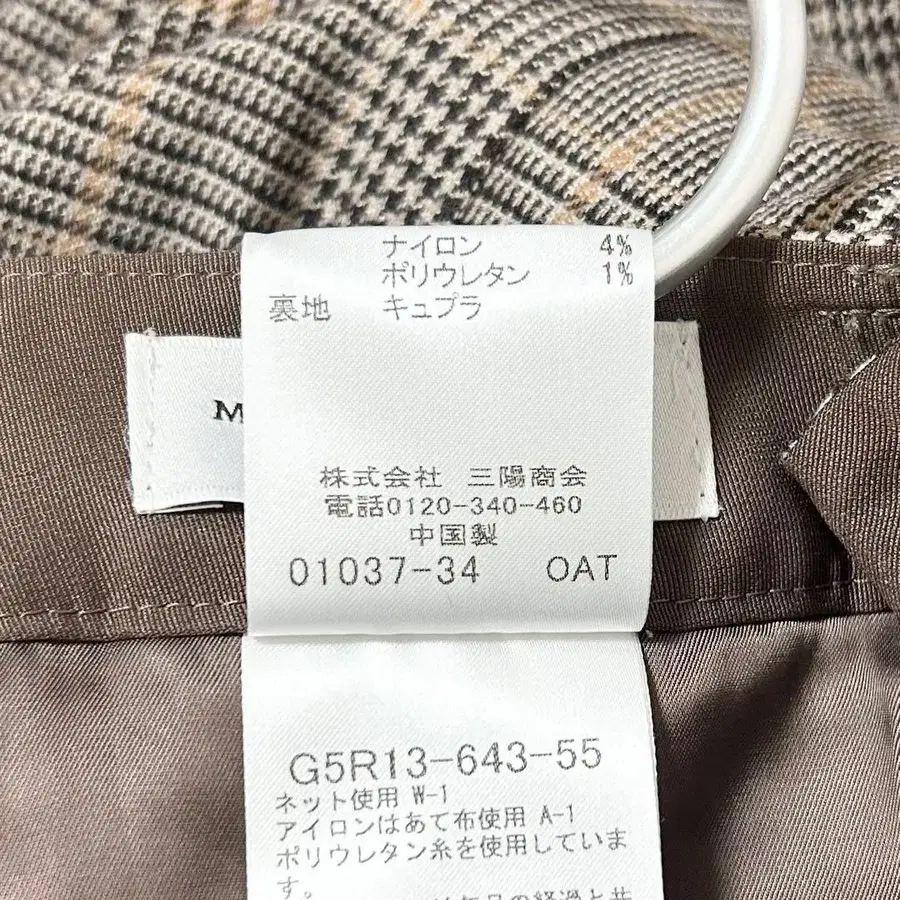 ナイロン 4%
ポリウレタン 1%
裏地 キュプラ
M
株式会社 三陽商会
電話0120-340-460
中国製
01037-34 OAT
G5R13-643-55
ネット使用 W-1
アイロンはあて布使用 A-1
ポリウレタン糸を使用していま
す。